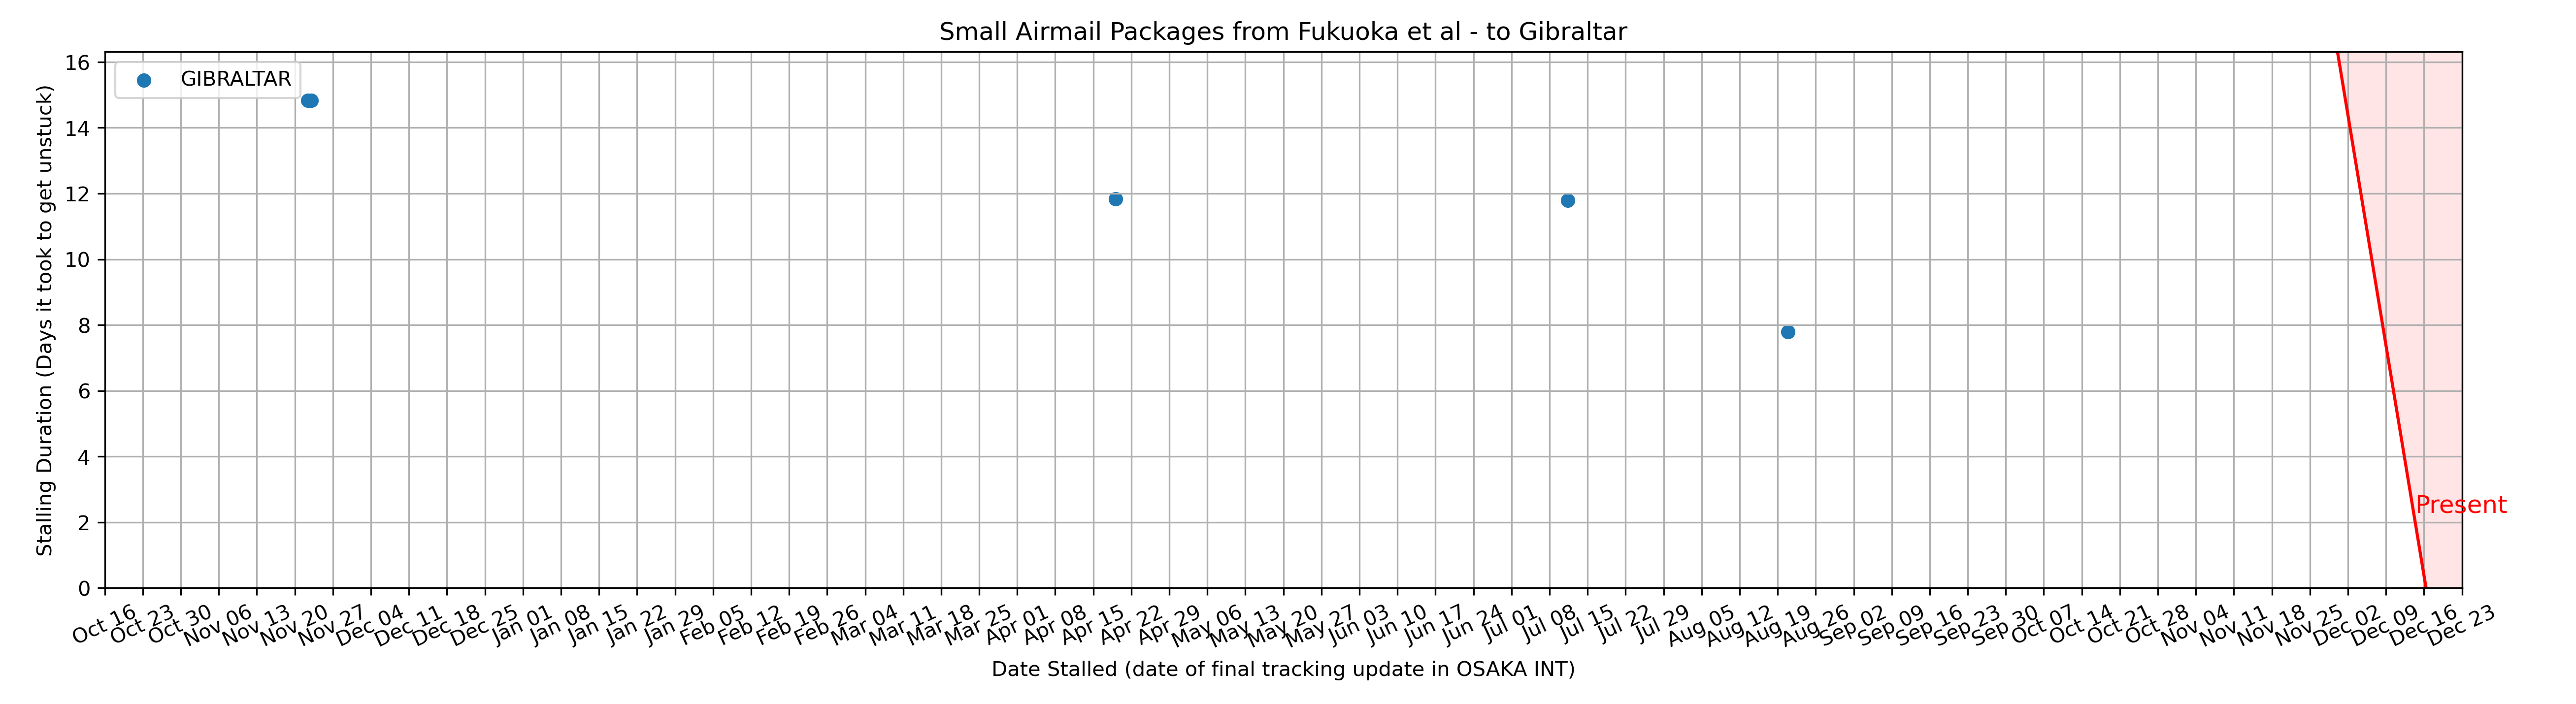 Small Airmail Packages from Fukuoka et al - to Gibraltar
GIBRALTAR
Stalling Duration (Days it took to get unstuck)
16
14
12
10
8
6
4
2
0
Present
Oct 16 Oct 23 Oct 30 Nov 06 Nov 13 Nov 20 Nov 27 Dec 04 Dec 11 Dec 18 Dec 25 Jan 01 Jan 08 Jan 15 Jan 22 Jan 29 Feb 05 Feb 12 Feb 19 Feb 26 Mar 04 Mar 11 Mar 18 Mar 25 Apr 01 Apr 08 Apr 15 Apr 22 Apr 29 May 06 May 13 May 20 May 27 Jun 03 Jun 10 Jun 17 Jun 24 Jul 01 Jul 08 Jul 15 Jul 22 Jul 29 Aug 05 Aug 12 Aug 19 Aug 26 Sep 02 Sep 09 Sep 16 Sep 23 Sep 30 Oct 07 Oct 14 Oct 21 Oct 28 Nov 04 Nov 11 Nov 18 Nov 25 Dec 02 Dec 09 Dec 16 Dec 23
Date Stalled (date of final tracking update in OSAKA INT)